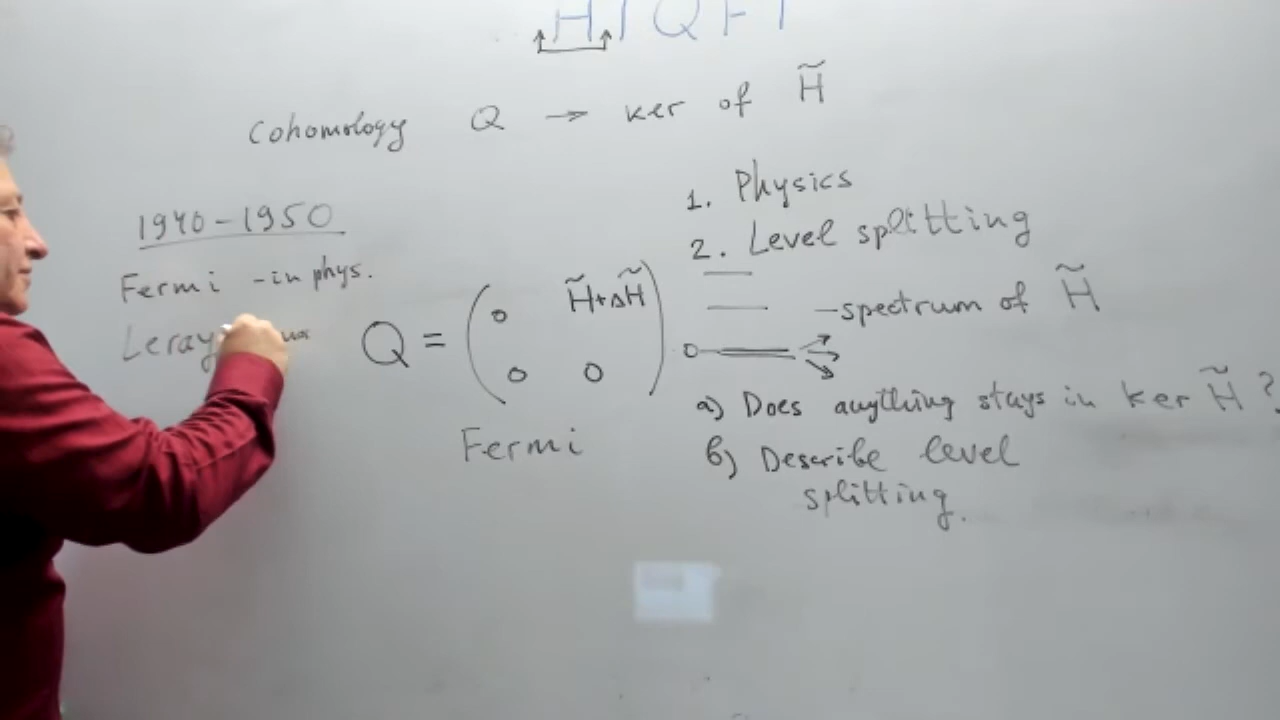 HTQFT
Cohomology Q → ker of H̃
1940-1950
Fermi - in phys.
Leray
Q = ( 0 H̃+ΔH̃
0 0 )
Fermi
1. Physics
2. Level splitting
- spectrum of H̃
0
a) Does anything stays in ker H̃ ?
b) Describe level
splitting.